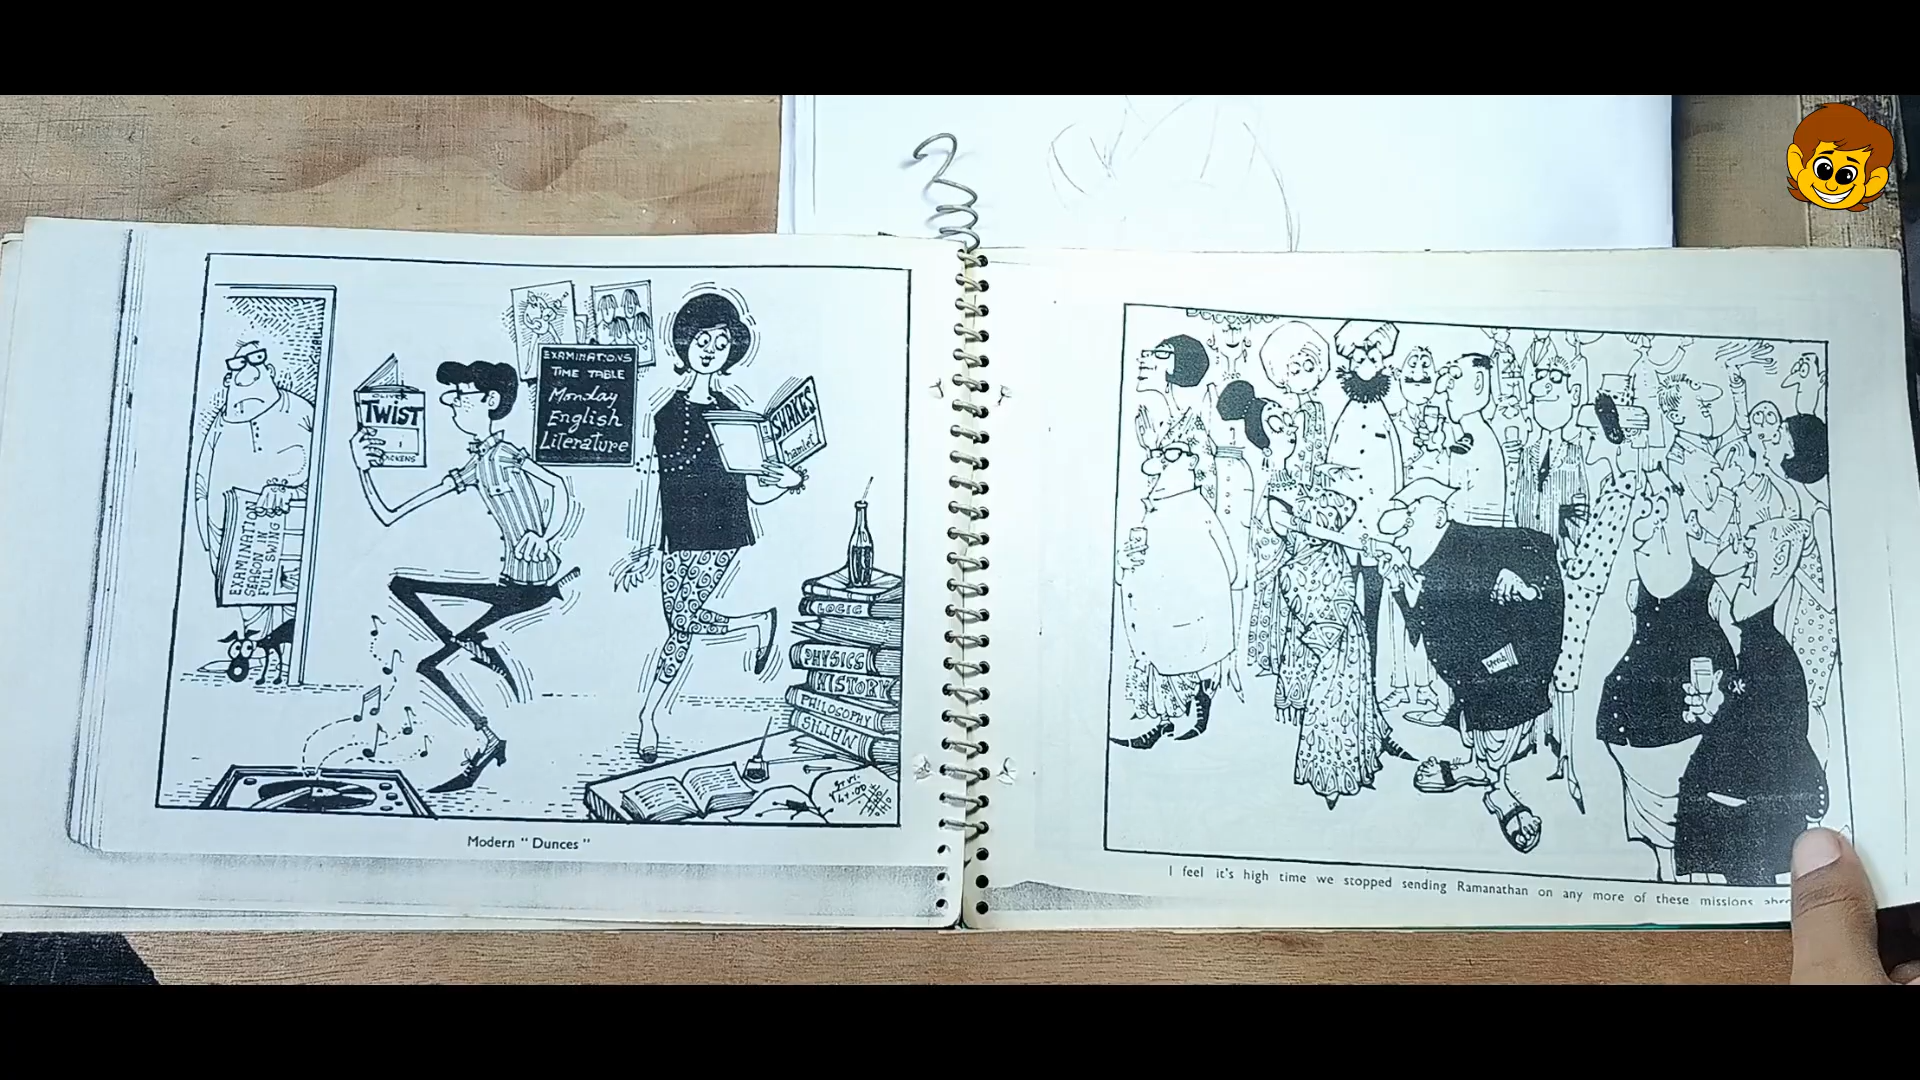 EXAMINATION
SEASON IN
FULL SWING
OLIVER
TWIST
EXAMINATIONS
TIME TABLE
Monday
English
Literature
SHAKES
hamlet
LOGIC
PHYSICS
HISTORY
PHILOSOPHY
MATHS
Modern " Dunces "
I feel it's high time we stopped sending Ramanathan on any more of these missions